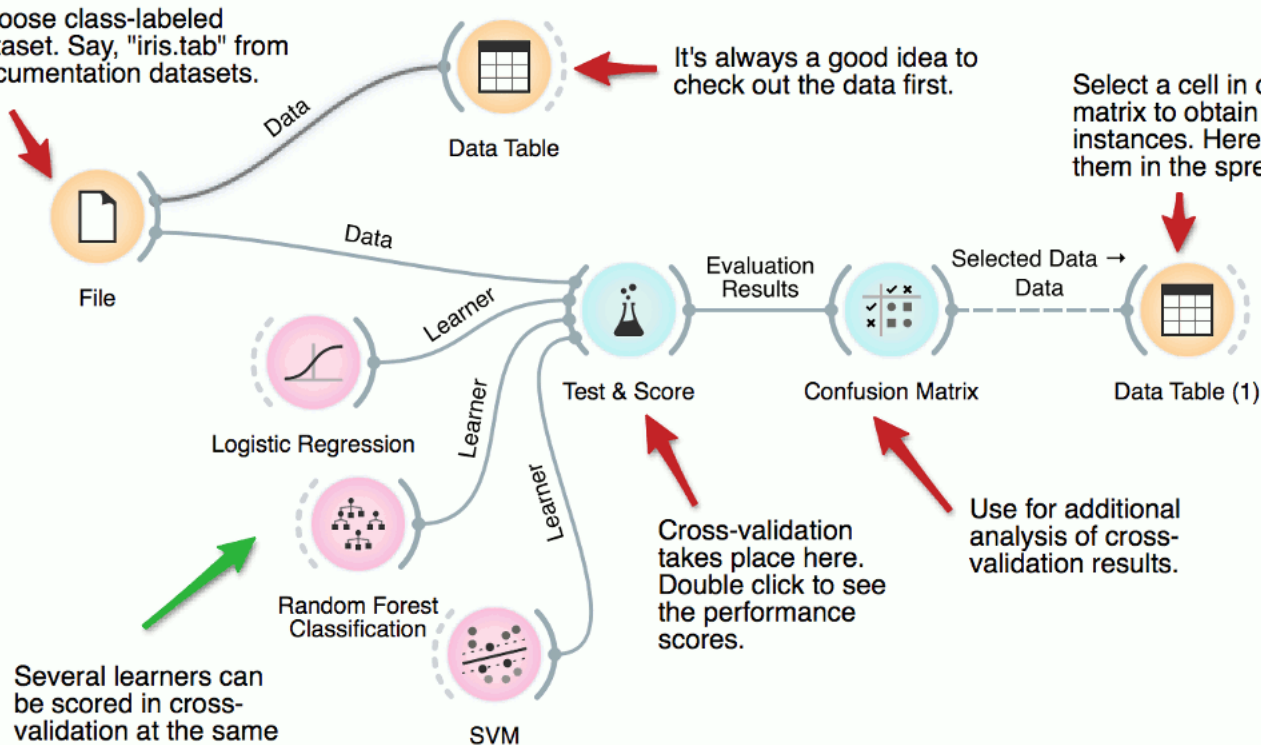 oose class-labeled
taset. Say, "iris.tab" from
cumentation datasets.
Data
Data Table
It's always a good idea to
check out the data first.
Select a cell in c
matrix to obtain
instances. Here
them in the spre
File
Data
Learner
Learner
Learner
Logistic Regression
Random Forest
Classification
SVM
Test & Score
Evaluation
Results
Confusion Matrix
Selected Data →
Data
Data Table (1)
Cross-validation
takes place here.
Double click to see
the performance
scores.
Use for additional
analysis of cross-
validation results.
Several learners can
be scored in cross-
validation at the same